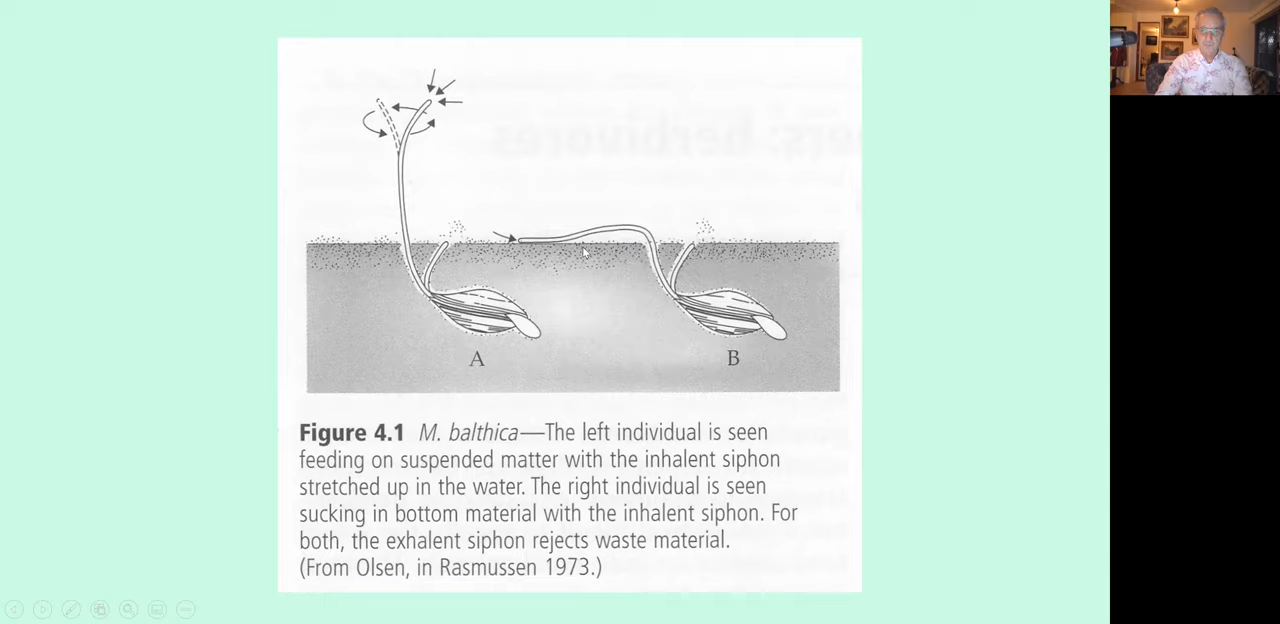 ers: herbivores
A
B
Figure 4.1 M. balthica—The left individual is seen
feeding on suspended matter with the inhalent siphon
stretched up in the water. The right individual is seen
sucking in bottom material with the inhalent siphon. For
both, the exhalent siphon rejects waste material.
(From Olsen, in Rasmussen 1973.)